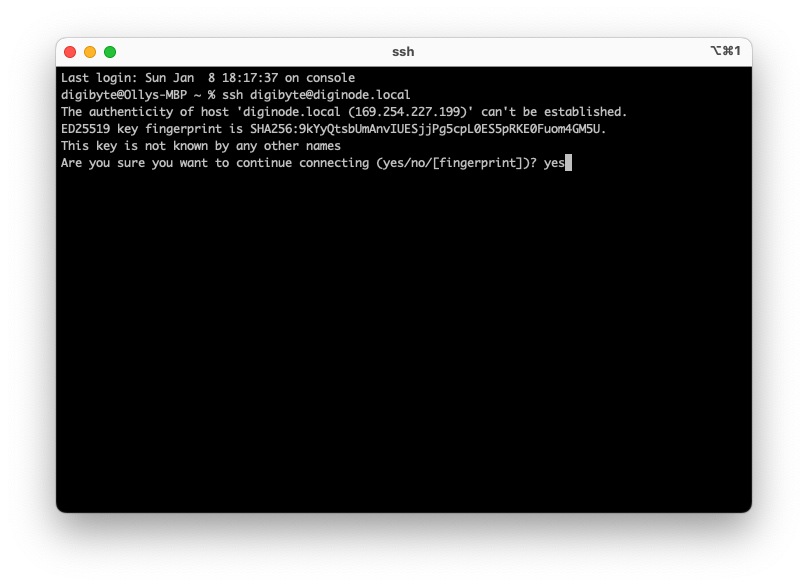 ssh
⌥⌘1
Last login: Sun Jan  8 18:17:37 on console
digibyte@Ollys-MBP ~ % ssh digibyte@diginode.local
The authenticity of host 'diginode.local (169.254.227.199)' can't be established.
ED25519 key fingerprint is SHA256:9kYyQtsbUmAnvIUESjjPg5cpL0ES5pRKE0Fuom4GM5U.
This key is not known by any other names
Are you sure you want to continue connecting (yes/no/[fingerprint])? yes